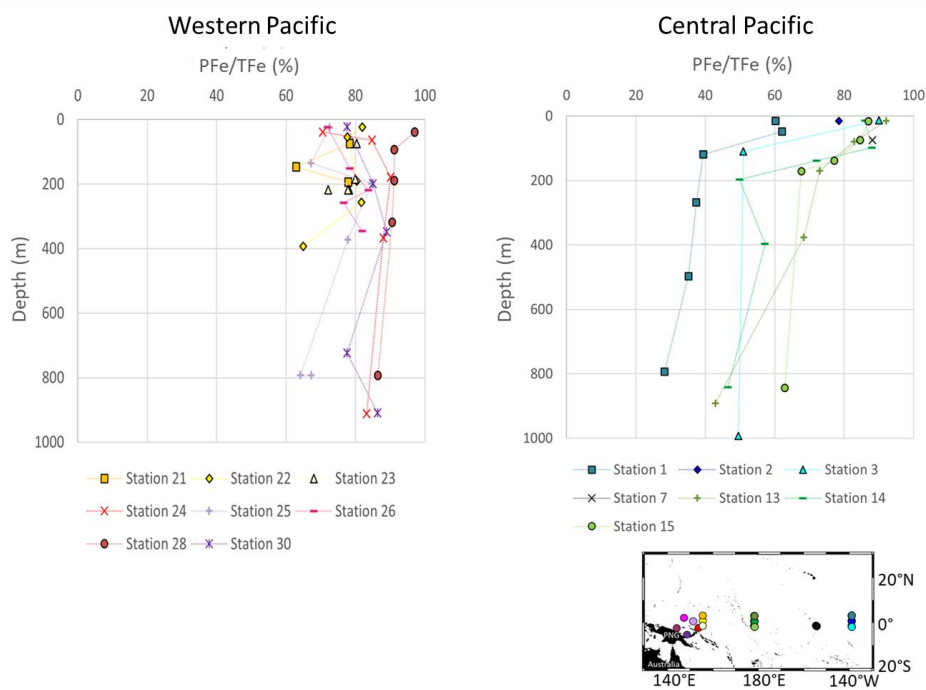 Western Pacific
PFe/TFe (%)
0 20 40 60 80 100
0
200
400
600
800
1000
Depth (m)
Station 21 Station 22 Station 23
Station 24 Station 25 Station 26
Station 28 Station 30
Central Pacific
PFe/TFe (%)
0 20 40 60 80 100
0
200
400
600
800
1000
Depth (m)
Station 1 Station 2 Station 3
Station 7 Station 13 Station 14
Station 15
20°N
0°
20°S
PNG
Australia
140°E 180°E 140°W